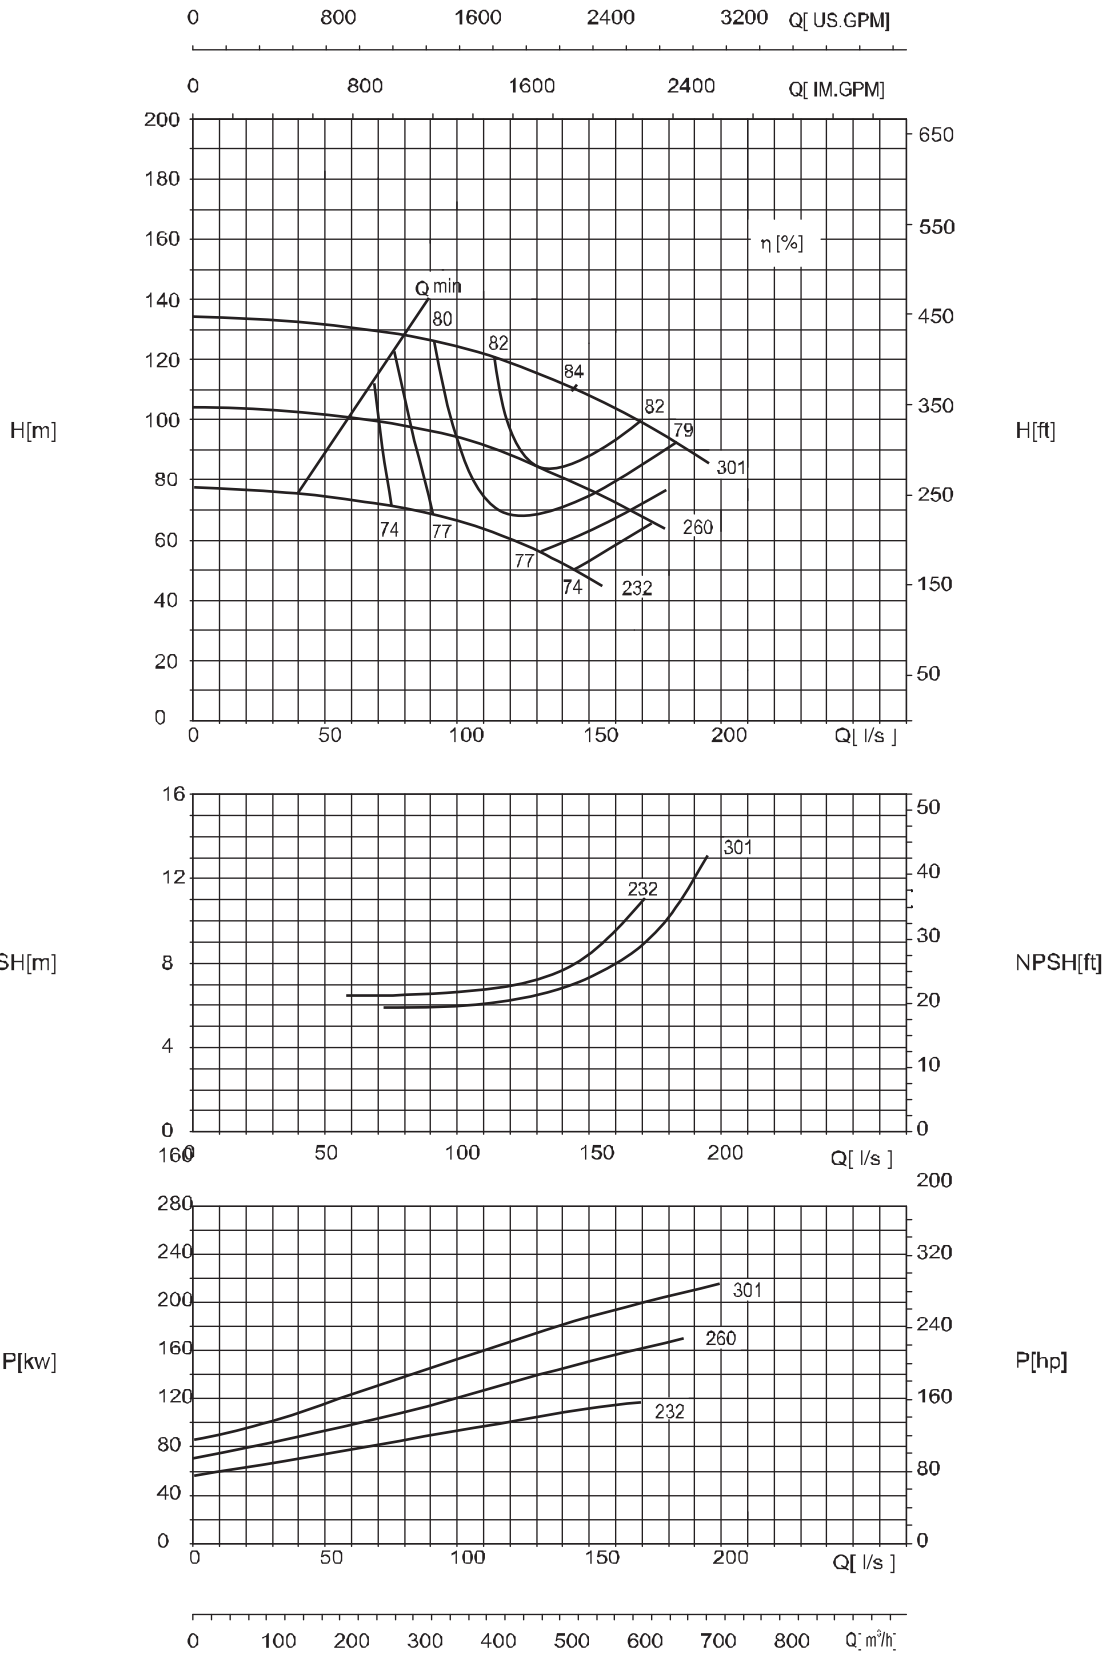 0 800 1600 2400 3200 Q[ US.GPM]
0 800 1600 2400 Q[ IM.GPM]
200 650
180
160 550
η [%]
140 Q min 450
80
120 82
84
100 82 350
H[m] 79 H[ft]
301
80 250
74 77 260
60 77
74 232 150
40
20 50
0
0 50 100 150 200 Q[ l/s ]
16 50
301
12 232 40
30
SH[m] 8 NPSH[ft]
20
4 10
0 0
160 0 50 100 150 200 Q[ l/s ]
200
280
240 320
200 301
240
160 260
P[kw] P[hp]
120 160
232
80 80
40
0 0
0 50 100 150 200 Q[ l/s ]
0 100 200 300 400 500 600 700 800 Q[ m³/h]